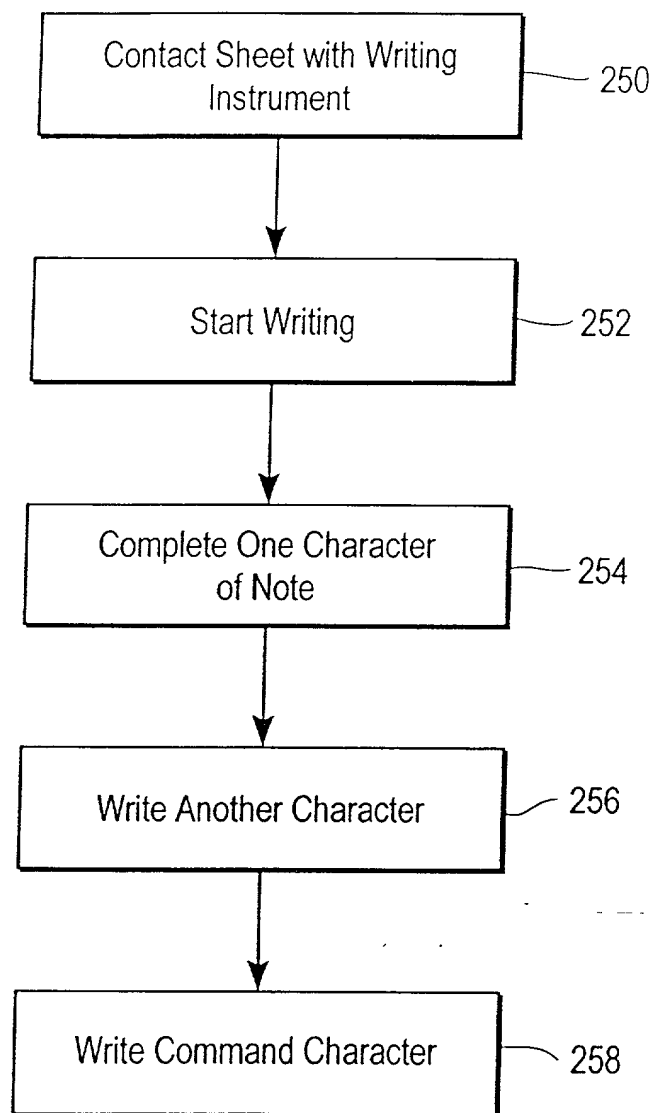 Contact Sheet with Writing
Instrument
250
Start Writing
252
Complete One Character
of Note
254
Write Another Character
256
Write Command Character
258